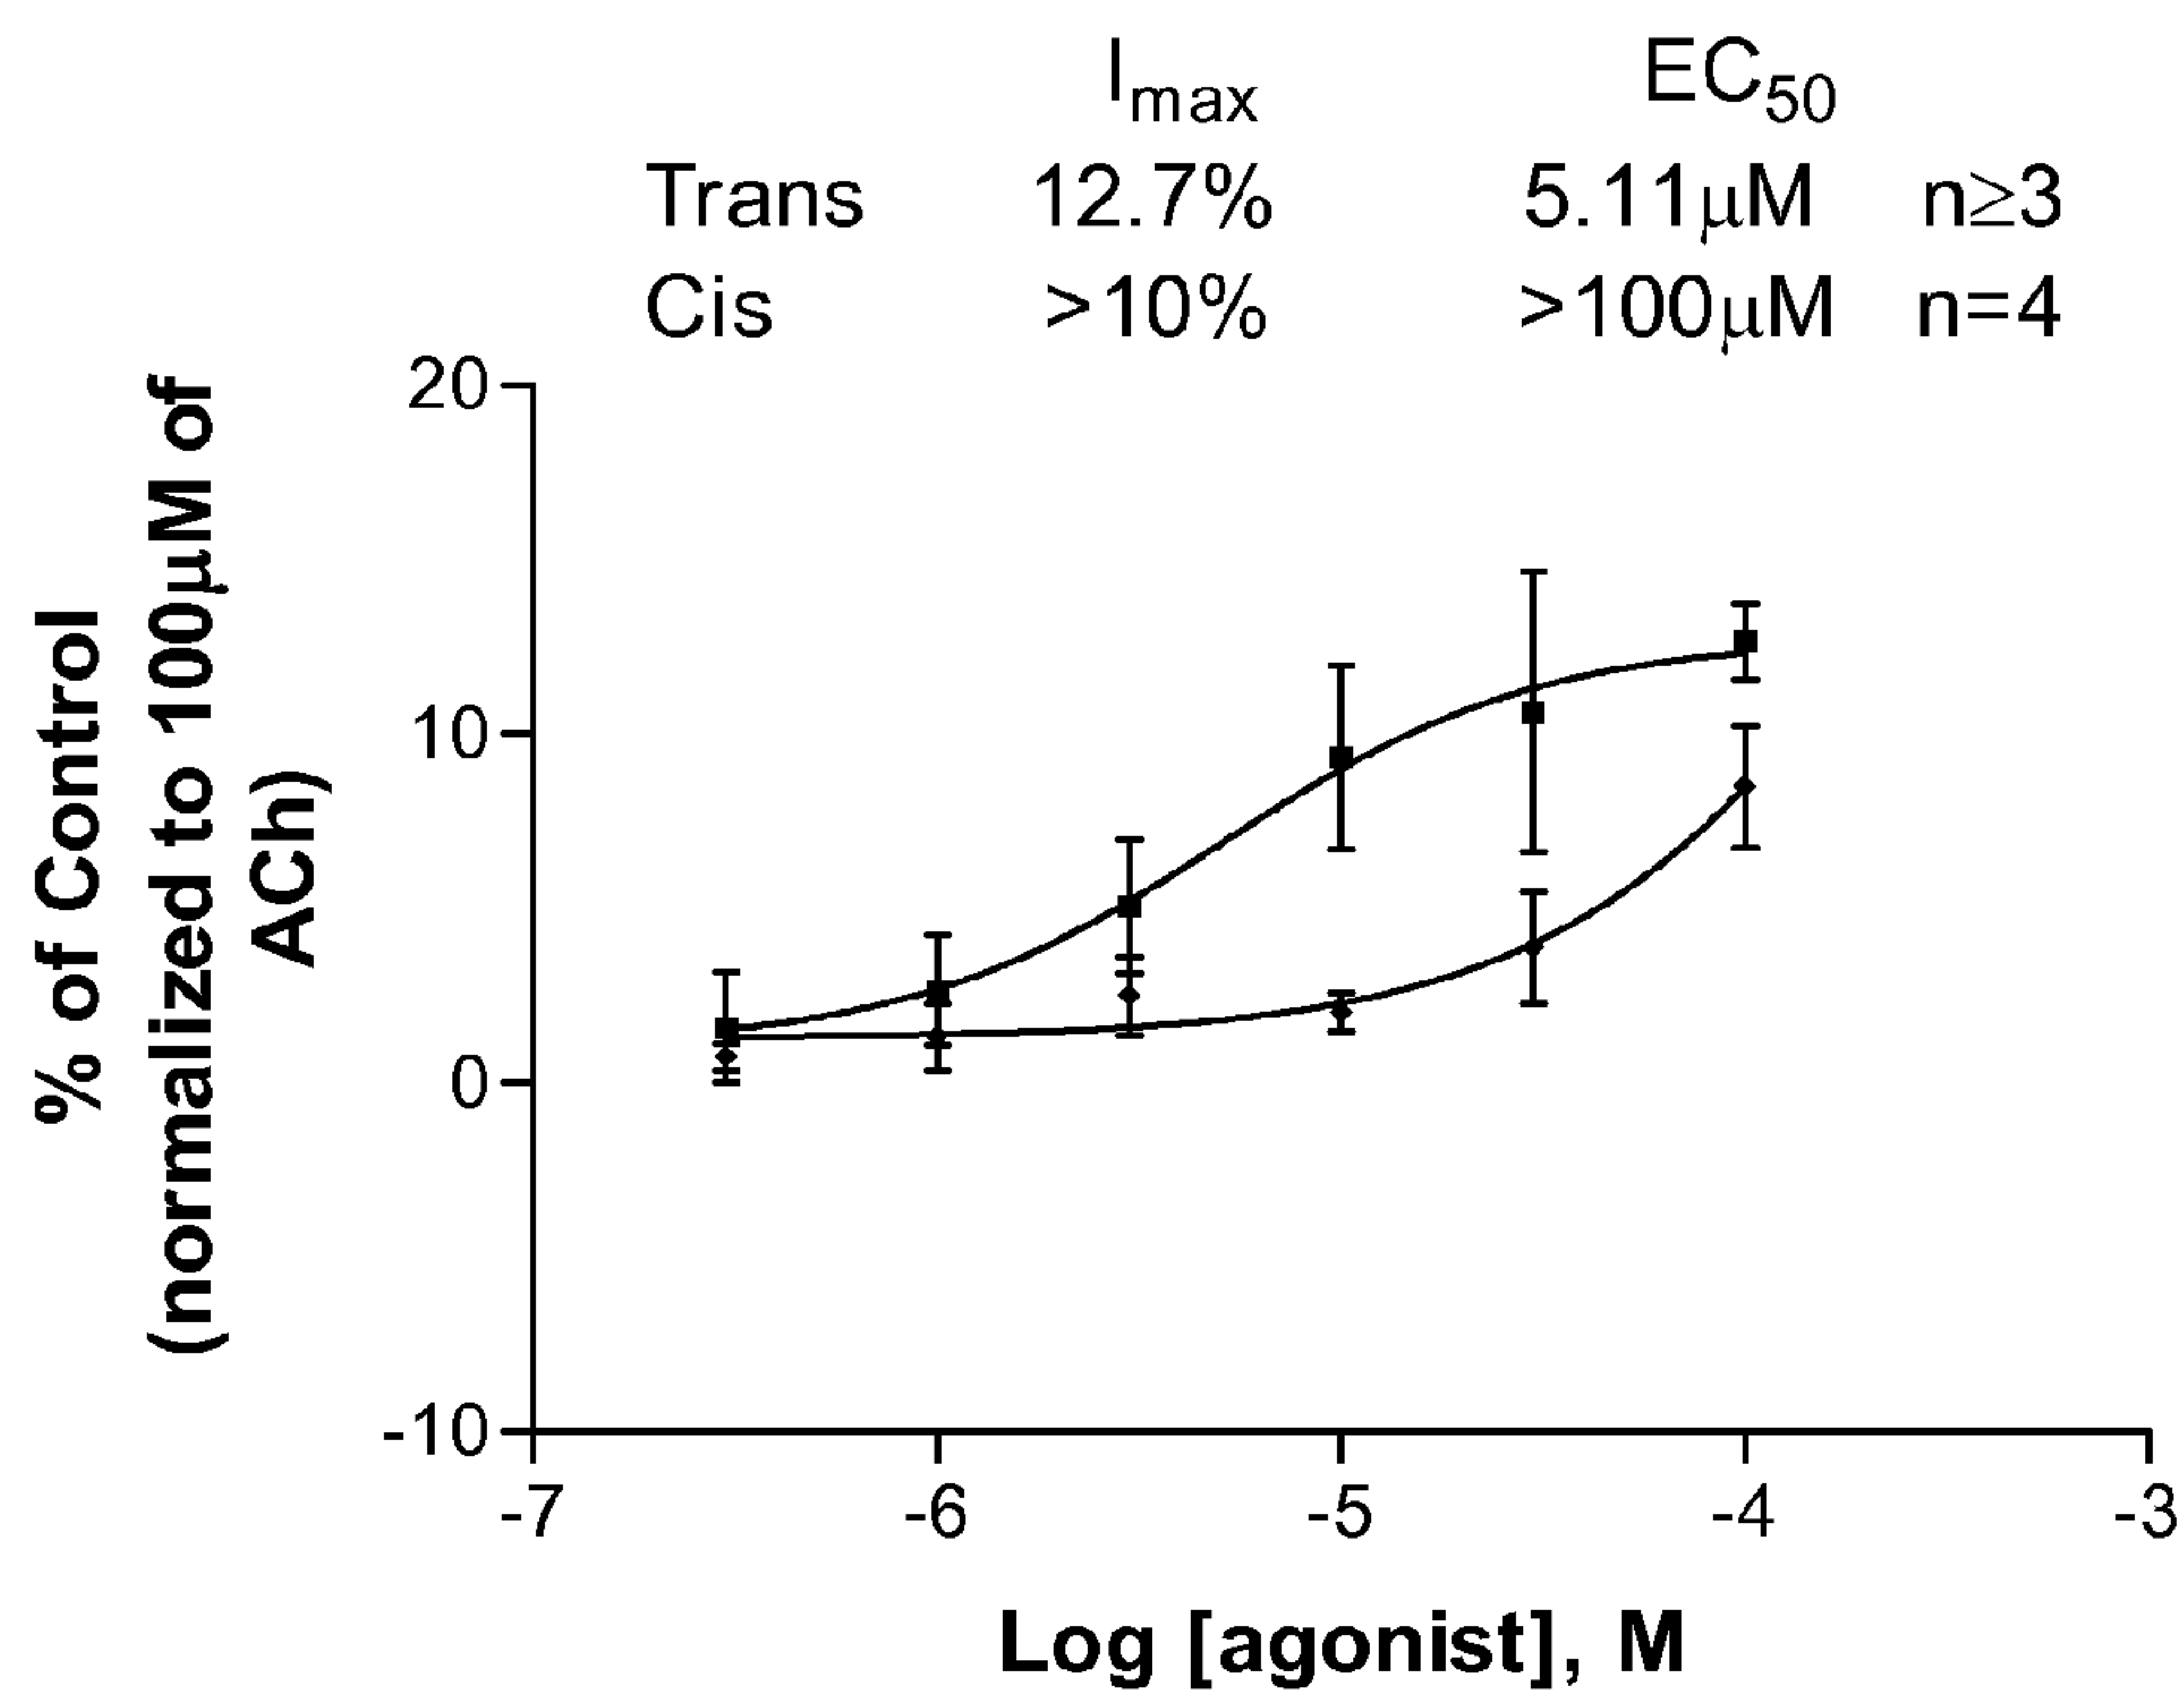 Imax EC50
Trans 12.7% 5.11μM n≥3
Cis >10% >100μM n=4
% of Control
(normalized to 100μM of
ACh)
20
10
0
-10
-7 -6 -5 -4 -3
Log [agonist], M